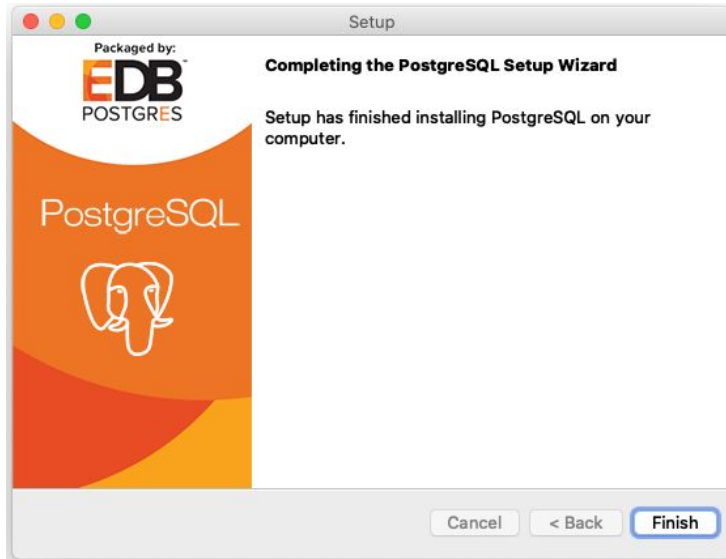 Setup
Packaged by:
EDB
POSTGRES
Completing the PostgreSQL Setup Wizard
Setup has finished installing PostgreSQL on your
computer.
PostgreSQL
Cancel
< Back
Finish